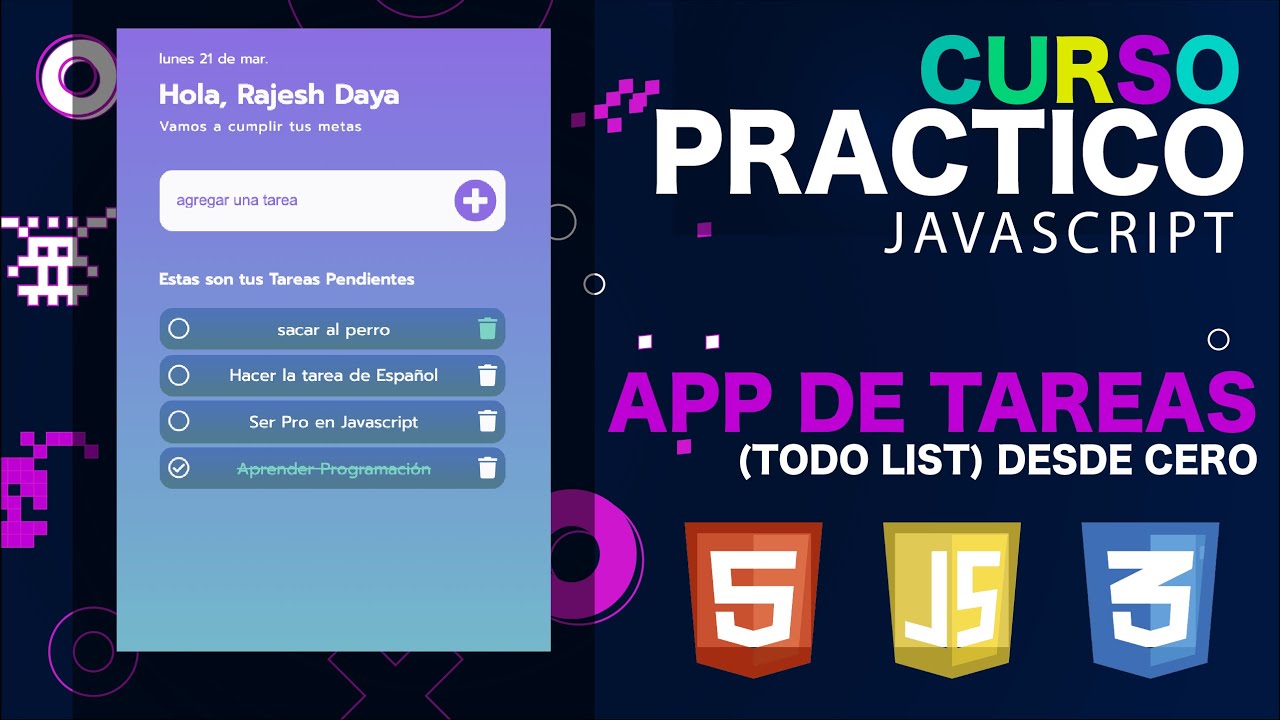 lunes 21 de mar.
Hola, Rajesh Daya
Vamos a cumplir tus metas
agregar una tarea
Estas son tus Tareas Pendientes
sacar al perro
Hacer la tarea de Español
Ser Pro en Javascript
Aprender Programación
CURSO
PRACTICO
JAVASCRIPT
APP DE TAREAS
(TODO LIST) DESDE CERO
5
JS
3